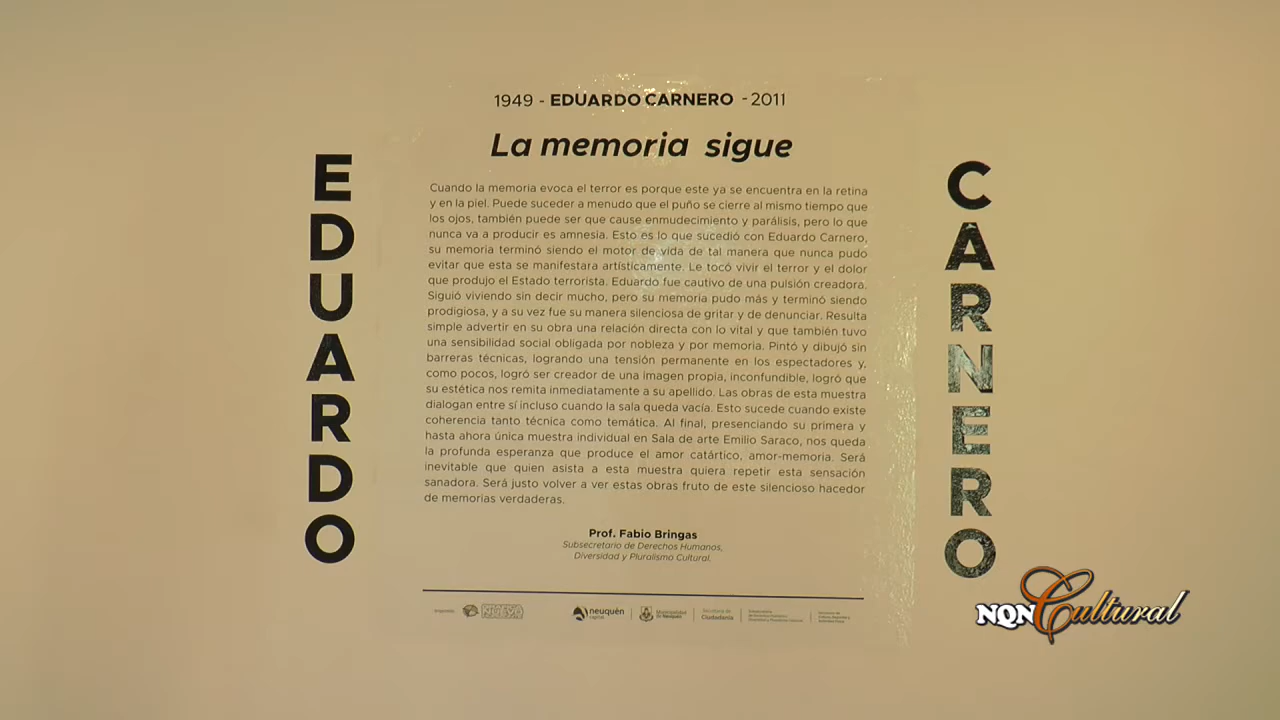 1949 - EDUARDO CARNERO - 2011
La memoria sigue
EDUARDO
Cuando la memoria evoca el terror es porque este ya se encuentra en la retina
y en la piel. Puede suceder a menudo que el puño se cierre al mismo tiempo que
los ojos, también puede ser que cause enmudecimiento y parálisis, pero lo que
nunca va a producir es amnesia. Esto es lo que sucedió con Eduardo Carnero,
su memoria terminó siendo el motor de vida de tal manera que nunca pudo
evitar que esta se manifestara artísticamente. Le tocó vivir el terror y el dolor
que produjo el Estado terrorista. Eduardo fue cautivo de una pulsión creadora.
Siguió viviendo sin decir mucho, pero su memoria pudo más y terminó siendo
prodigiosa, y a su vez fue su manera silenciosa de gritar y de denunciar. Resulta
simple advertir en su obra una relación directa con lo vital y que también tuvo
una sensibilidad social obligada por nobleza y por memoria. Pintó y dibujó sin
barreras técnicas, logrando una tensión permanente en los espectadores y,
como pocos, logró ser creador de una imagen propia, inconfundible, logró que
su estética nos remita inmediatamente a su apellido. Las obras de esta muestra
dialogan entre sí incluso cuando la sala queda vacía. Esto sucede cuando existe
coherencia tanto técnica como temática. Al final, presenciando su primera y
hasta ahora única muestra individual en Sala de arte Emilio Saraco, nos queda
la profunda esperanza que produce el amor catártico, amor-memoria. Será
inevitable que quien asista a esta muestra quiera repetir esta sensación
sanadora. Será justo volver a ver estas obras fruto de este silencioso hacedor
de memorias verdaderas.
Prof. Fabio Bringas
Subsecretario de Derechos Humanos,
Diversidad y Pluralismo Cultural.
CARNERO
neuquén
capital
Municipalidad
de Neuquén
Secretaría de
Ciudadanía
NQN Cultural